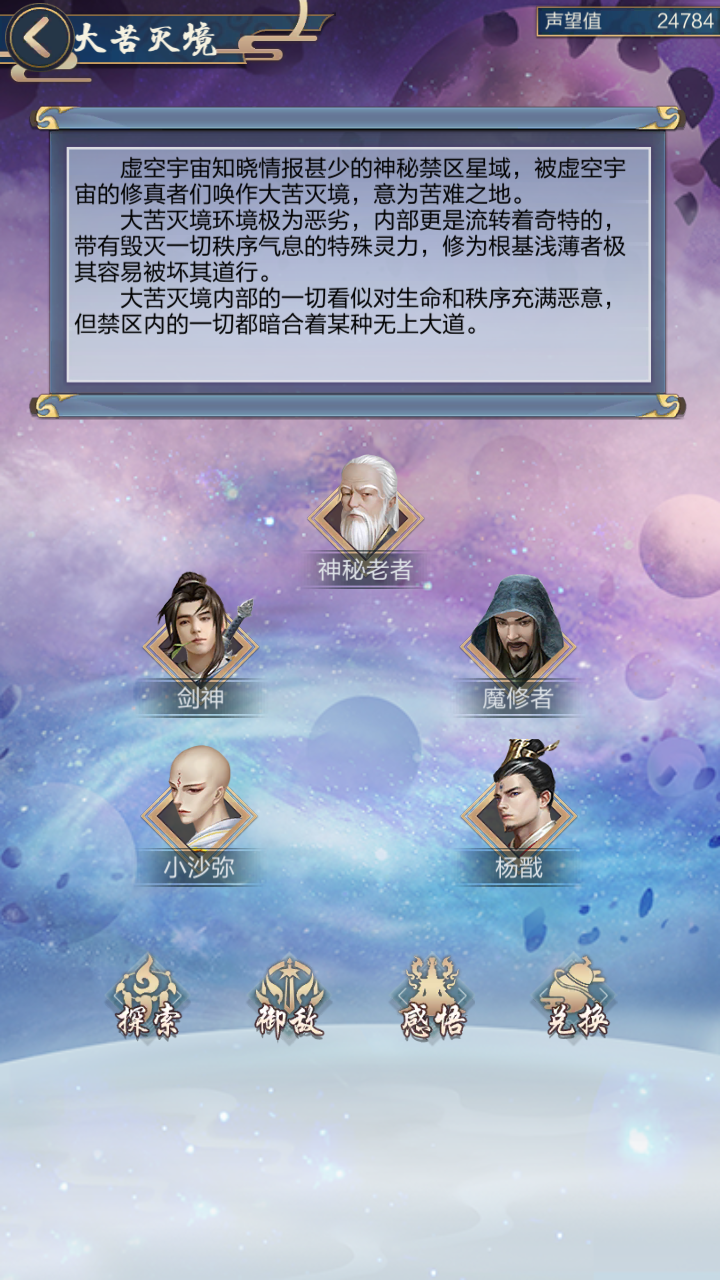 大苦灭境
声望值 24784
虚空宇宙知晓情报甚少的神秘禁区星域，被虚空宇
宙的修真者们唤作大苦灭境，意为苦难之地。
大苦灭境环境极为恶劣，内部更是流转着奇特的，
带有毁灭一切秩序气息的特殊灵力，修为根基浅薄者极
其容易被坏其道行。
大苦灭境内部的一切看似对生命和秩序充满恶意，
但禁区内的一切都暗合着某种无上大道。
神秘老者
剑神
魔修者
小沙弥
杨戬
探索
御敌
感悟
兑换